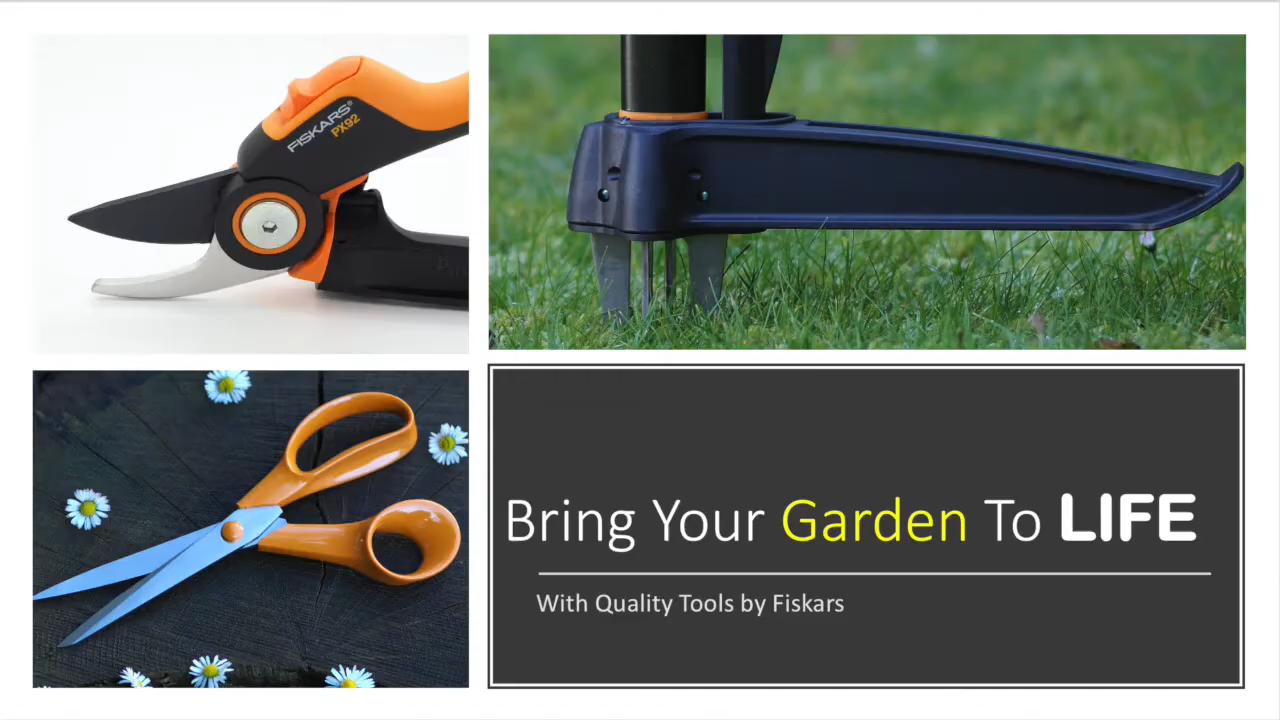 FISKARS®
PX92
Bring Your Garden To LIFE
With Quality Tools by Fiskars